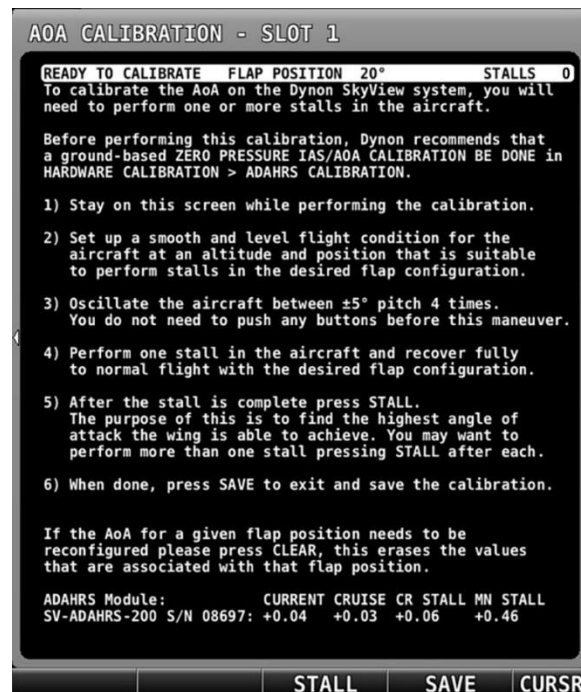 AOA CALIBRATION - SLOT 1
READY TO CALIBRATE FLAP POSITION 20° STALLS 0
To calibrate the AoA on the Dynon SkyView system, you will
need to perform one or more stalls in the aircraft.
Before performing this calibration, Dynon recommends that
a ground-based ZERO PRESSURE IAS/AOA CALIBRATION BE DONE in
HARDWARE CALIBRATION > ADAHRS CALIBRATION.
1) Stay on this screen while performing the calibration.
2) Set up a smooth and level flight condition for the
aircraft at an altitude and position that is suitable
to perform stalls in the desired flap configuration.
3) Oscillate the aircraft between ±5° pitch 4 times.
You do not need to push any buttons before this maneuver.
4) Perform one stall in the aircraft and recover fully
to normal flight with the desired flap configuration.
5) After the stall is complete press STALL.
The purpose of this is to find the highest angle of
attack the wing is able to achieve. You may want to
perform more than one stall pressing STALL after each.
6) When done, press SAVE to exit and save the calibration.
If the AoA for a given flap position needs to be
reconfigured please press CLEAR, this erases the values
that are associated with that flap position.
ADAHRS Module: CURRENT CRUISE CR STALL MN STALL
SV-ADAHRS-200 S/N 08697: +0.04 +0.03 +0.06 +0.46
STALL SAVE CURSR